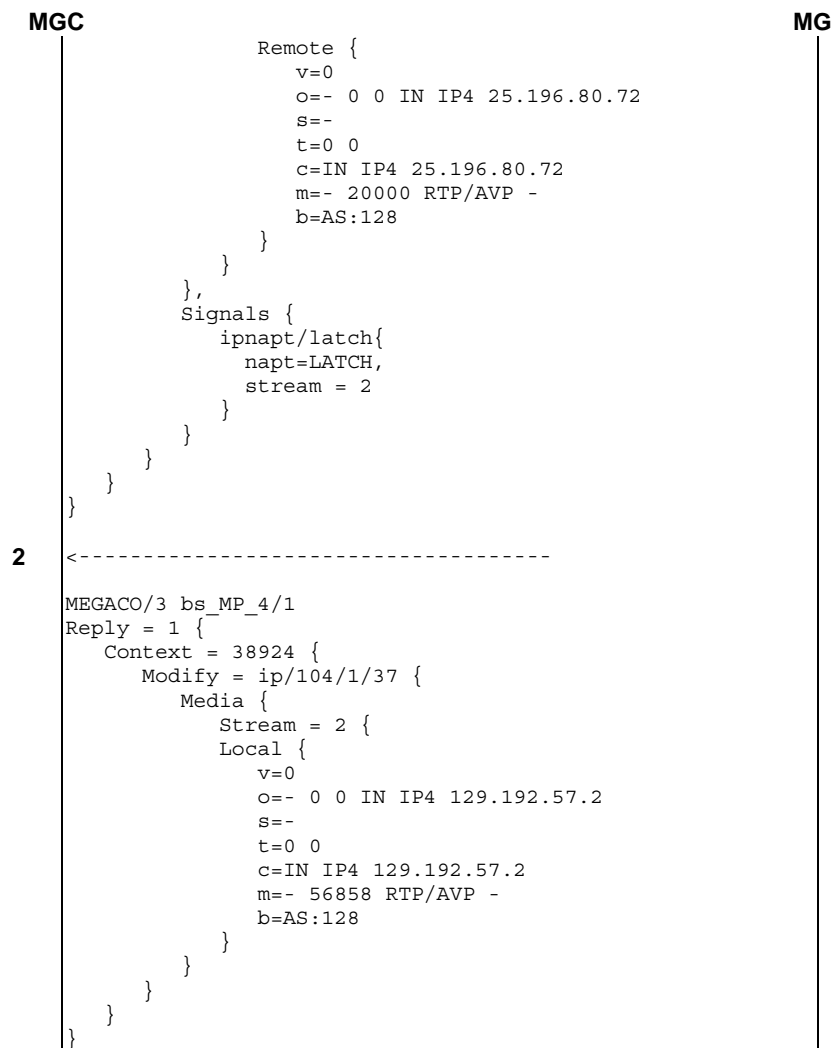 MGC MG
Remote {
v=0
o=- 0 0 IN IP4 25.196.80.72
s=-
t=0 0
c=IN IP4 25.196.80.72
m=- 20000 RTP/AVP -
b=AS:128
}
}
},
Signals {
ipnapt/latch{
napt=LATCH,
stream = 2
}
}
}
}
}
2 <-------------------------------------
MEGACO/3 bs_MP_4/1
Reply = 1 {
Context = 38924 {
Modify = ip/104/1/37 {
Media {
Stream = 2 {
Local {
v=0
o=- 0 0 IN IP4 129.192.57.2
s=-
t=0 0
c=IN IP4 129.192.57.2
m=- 56858 RTP/AVP -
b=AS:128
}
}
}
}
}